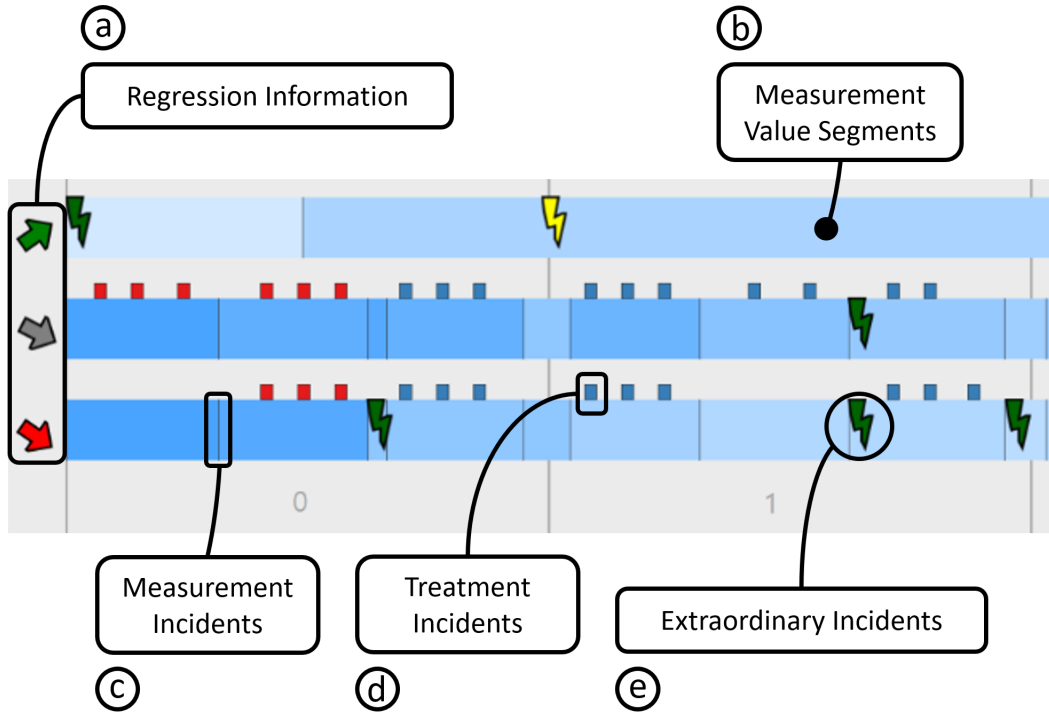 a
b
Regression Information
Measurement
Value Segments
0
1
Measurement
Incidents
Treatment
Incidents
Extraordinary Incidents
c
d
e